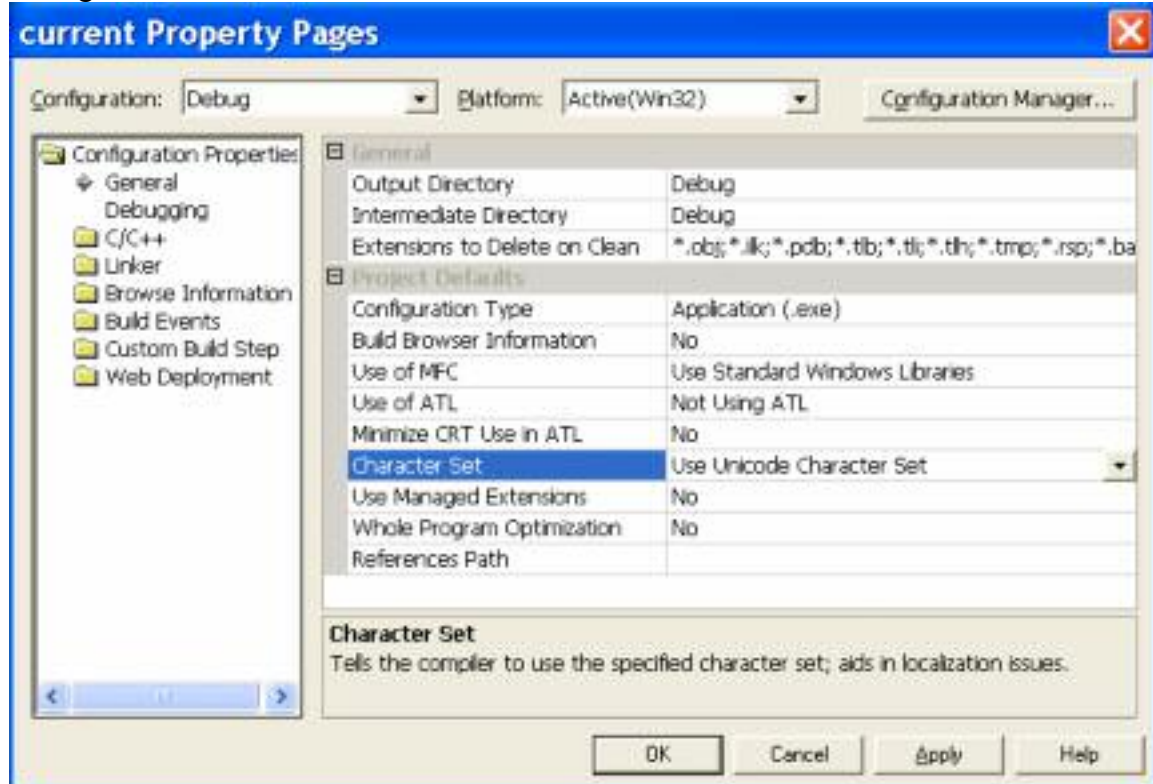 current Property Pages
Configuration: Debug Platform: Active(Win32) Configuration Manager...
Configuration Properties
General
Debugging
C/C++
Linker
Browse Information
Build Events
Custom Build Step
Web Deployment
General
Output Directory Debug
Intermediate Directory Debug
Extensions to Delete on Clean *.obj;*.ilk;*.pdb;*.tlb;*.tli;*.tlh;*.tmp;*.rsp;*.ba
Project Defaults
Configuration Type Application (.exe)
Build Browser Information No
Use of MFC Use Standard Windows Libraries
Use of ATL Not Using ATL
Minimize CRT Use in ATL No
Character Set Use Unicode Character Set
Use Managed Extensions No
Whole Program Optimization No
References Path
Character Set
Tells the compiler to use the specified character set; aids in localization issues.
OK Cancel Apply Help